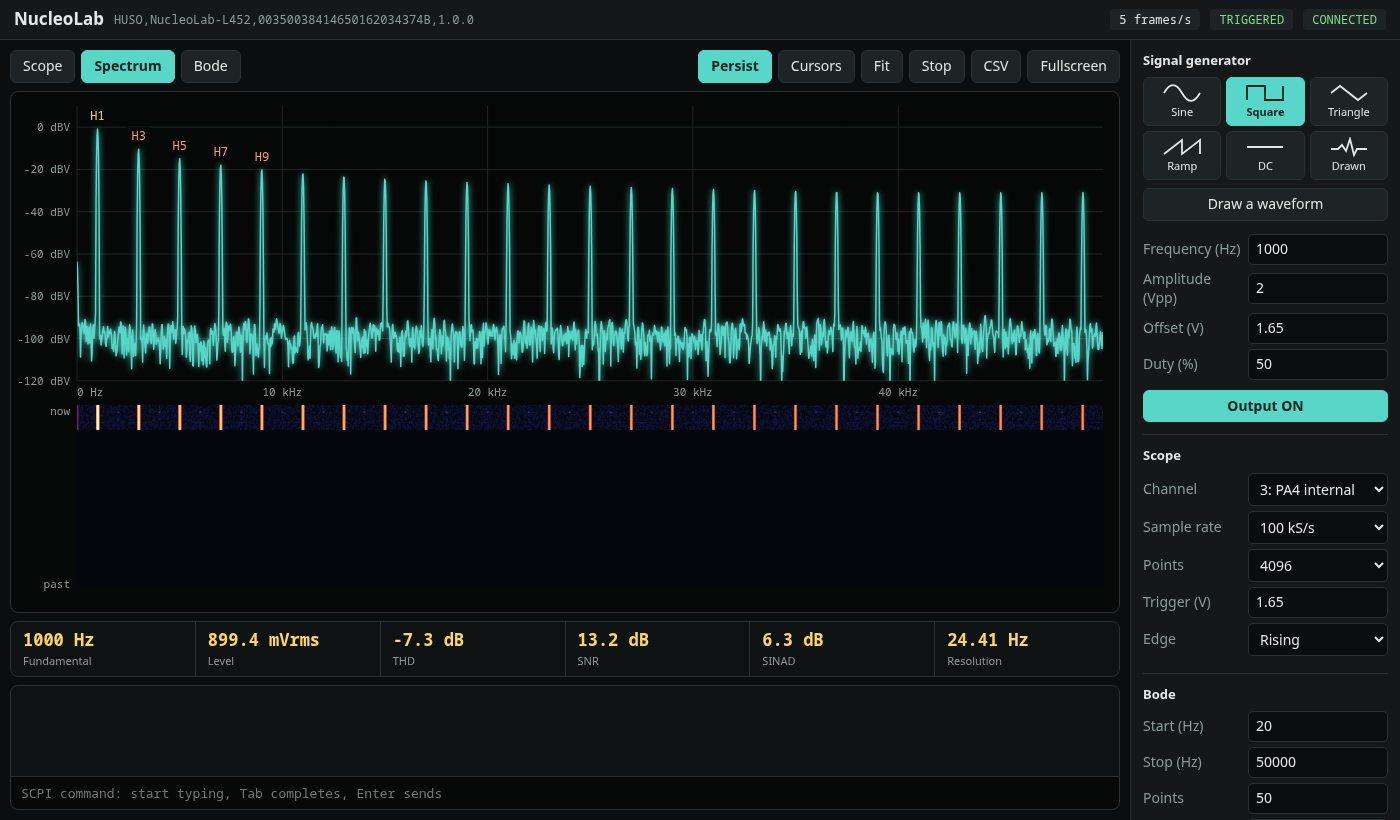 NucleoLab HUSO,NucleoLab-L452,00350038414650162034374B,1.0.0 5 frames/s TRIGGERED CONNECTED
Scope Spectrum Bode Persist Cursors Fit Stop CSV Fullscreen
H1
H3
H5
H7
H9
0 dBV
-20 dBV
-40 dBV
-60 dBV
-80 dBV
-100 dBV
-120 dBV
0 Hz 10 kHz 20 kHz 30 kHz 40 kHz
now
past
1000 Hz 899.4 mVrms -7.3 dB 13.2 dB 6.3 dB 24.41 Hz
Fundamental Level THD SNR SINAD Resolution
SCPI command: start typing, Tab completes, Enter sends
Signal generator
Sine Square Triangle
Ramp DC Drawn
Draw a waveform
Frequency (Hz) 1000
Amplitude
(Vpp) 2
Offset (V) 1.65
Duty (%) 50
Output ON
Scope
Channel 3: PA4 internal
Sample rate 100 kS/s
Points 4096
Trigger (V) 1.65
Edge Rising
Bode
Start (Hz) 20
Stop (Hz) 50000
Points 50